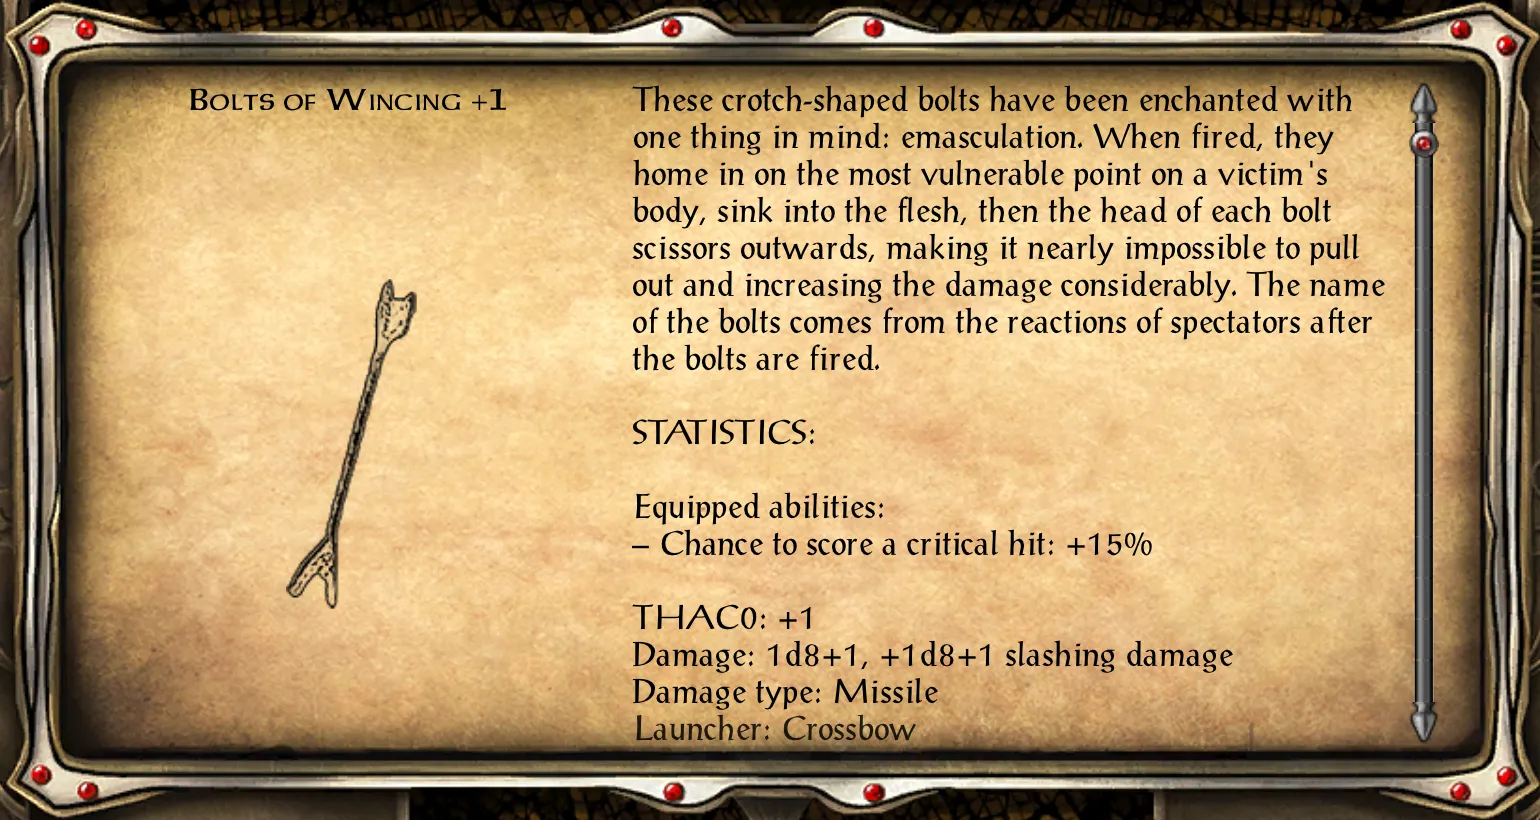 Bolts of Wincing +1
These crotch-shaped bolts have been enchanted with
one thing in mind: emasculation. When fired, they
home in on the most vulnerable point on a victim's
body, sink into the flesh, then the head of each bolt
scissors outwards, making it nearly impossible to pull
out and increasing the damage considerably. The name
of the bolts comes from the reactions of spectators after
the bolts are fired.
STATISTICS:
Equipped abilities:
– Chance to score a critical hit: +15%
THAC0: +1
Damage: 1d8+1, +1d8+1 slashing damage
Damage type: Missile
Launcher: Crossbow